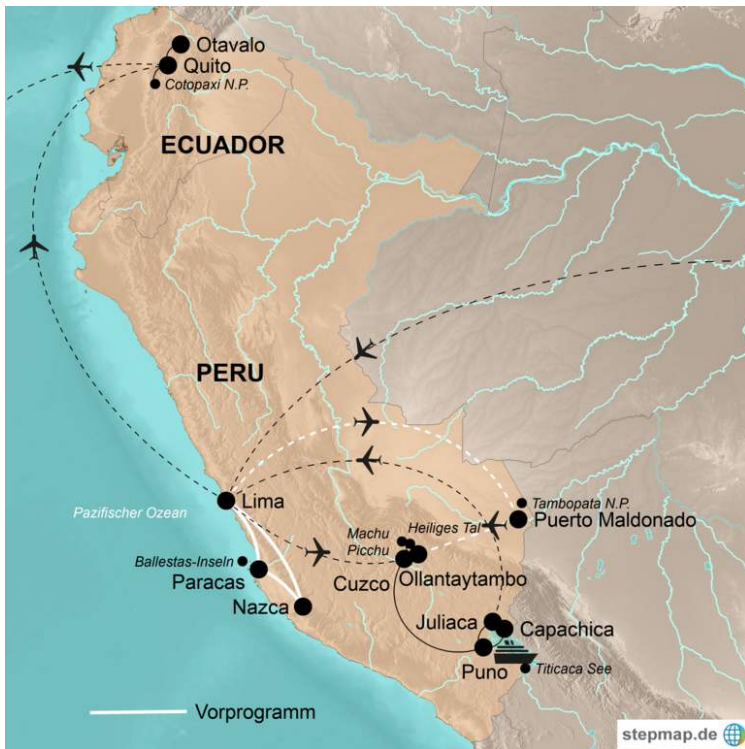 Otavalo
Quito
Cotopaxi N.P.
ECUADOR
PERU
Lima
Pazifischer Ozean
Tambopata N.P.
Puerto Maldonado
Machu
Picchu
Heiliges Tal
Ballestas-Inseln
Paracas
Cuzco
Ollantaytambo
Nazca
Juliaca
Capachica
Puno
Titicaca See
Vorprogramm
stepmap.de